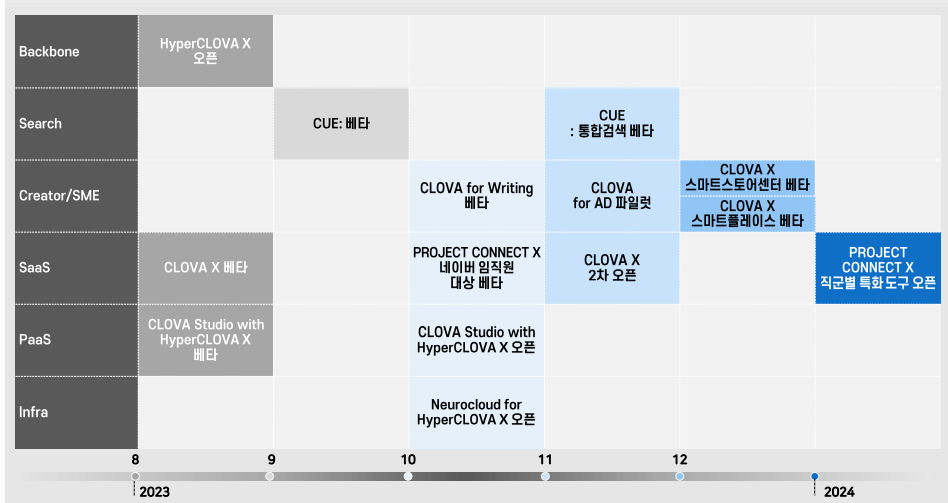 Backbone
HyperCLOVA X
오픈
Search
CUE: 베타
CUE
: 통합검색 베타
Creator/SME
CLOVA for Writing
베타
CLOVA
for AD 파일럿
CLOVA X
스마트스토어센터 베타
CLOVA X
스마트플레이스 베타
SaaS
CLOVA X 베타
PROJECT CONNECT X
네이버 임직원
대상 베타
CLOVA X
2차 오픈
PROJECT
CONNECT X
직군별 특화 도구 오픈
PaaS
CLOVA Studio with
HyperCLOVA X
베타
CLOVA Studio with
HyperCLOVA X 오픈
Infra
Neurocloud for
HyperCLOVA X 오픈
8 9 10 11 12
2023 2024